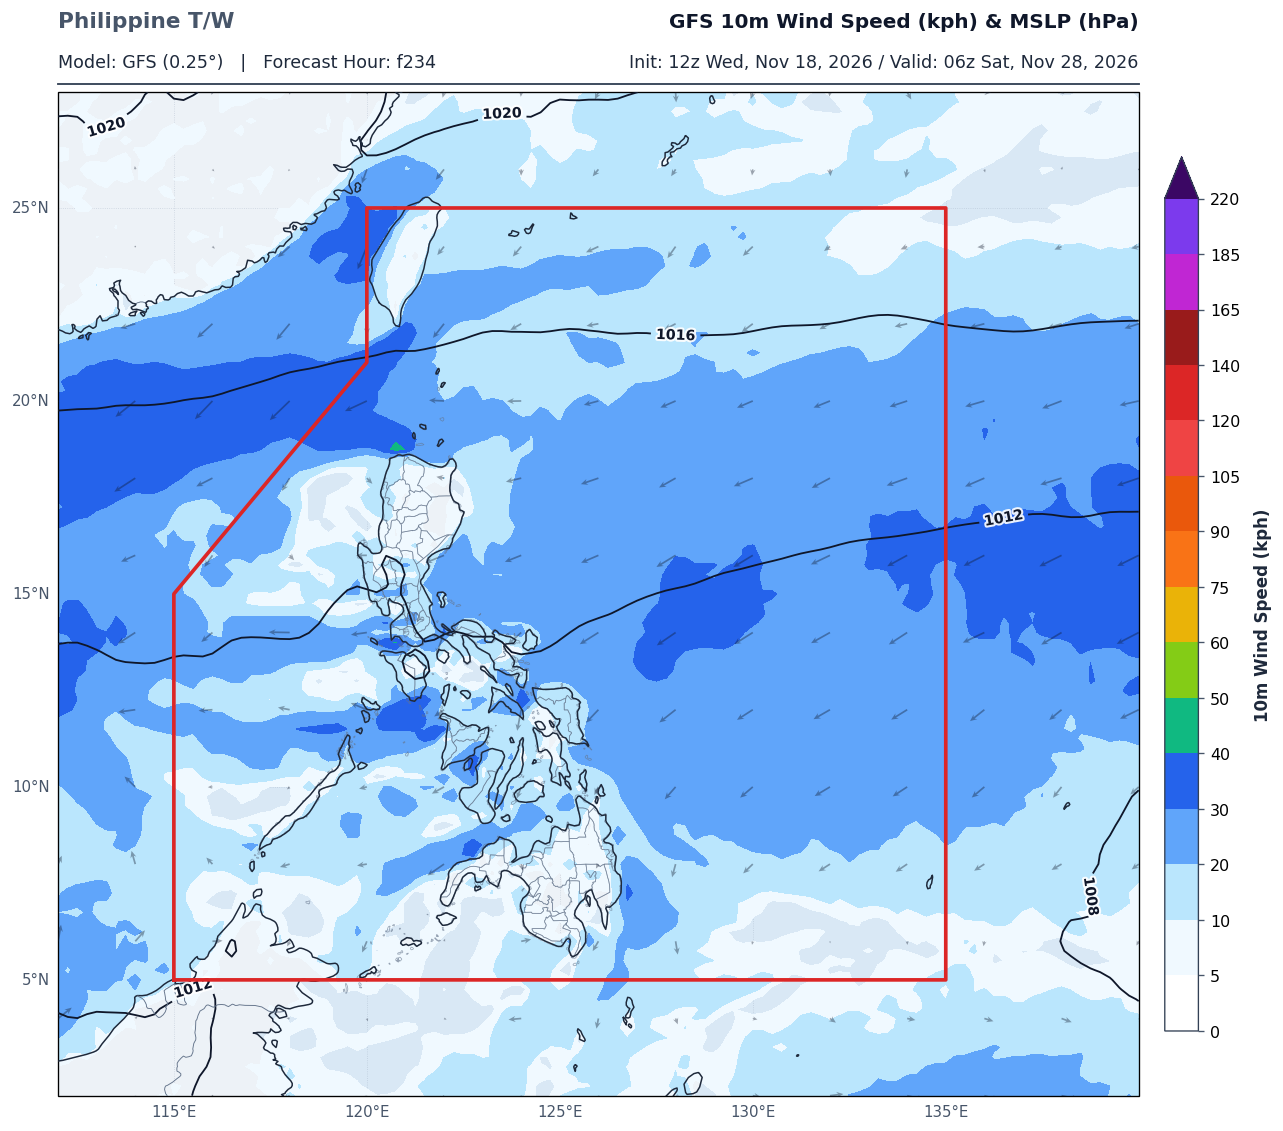 Philippine T/W
GFS 10m Wind Speed (kph) & MSLP (hPa)
Model: GFS (0.25°)   |   Forecast Hour: f234
Init: 12z Wed, Nov 18, 2026 / Valid: 06z Sat, Nov 28, 2026
1020
1020
1016
1012
1008
1012
25°N
20°N
15°N
10°N
5°N
115°E
120°E
125°E
130°E
135°E
220
185
165
140
120
105
90
75
60
50
40
30
20
10
5
0
10m Wind Speed (kph)